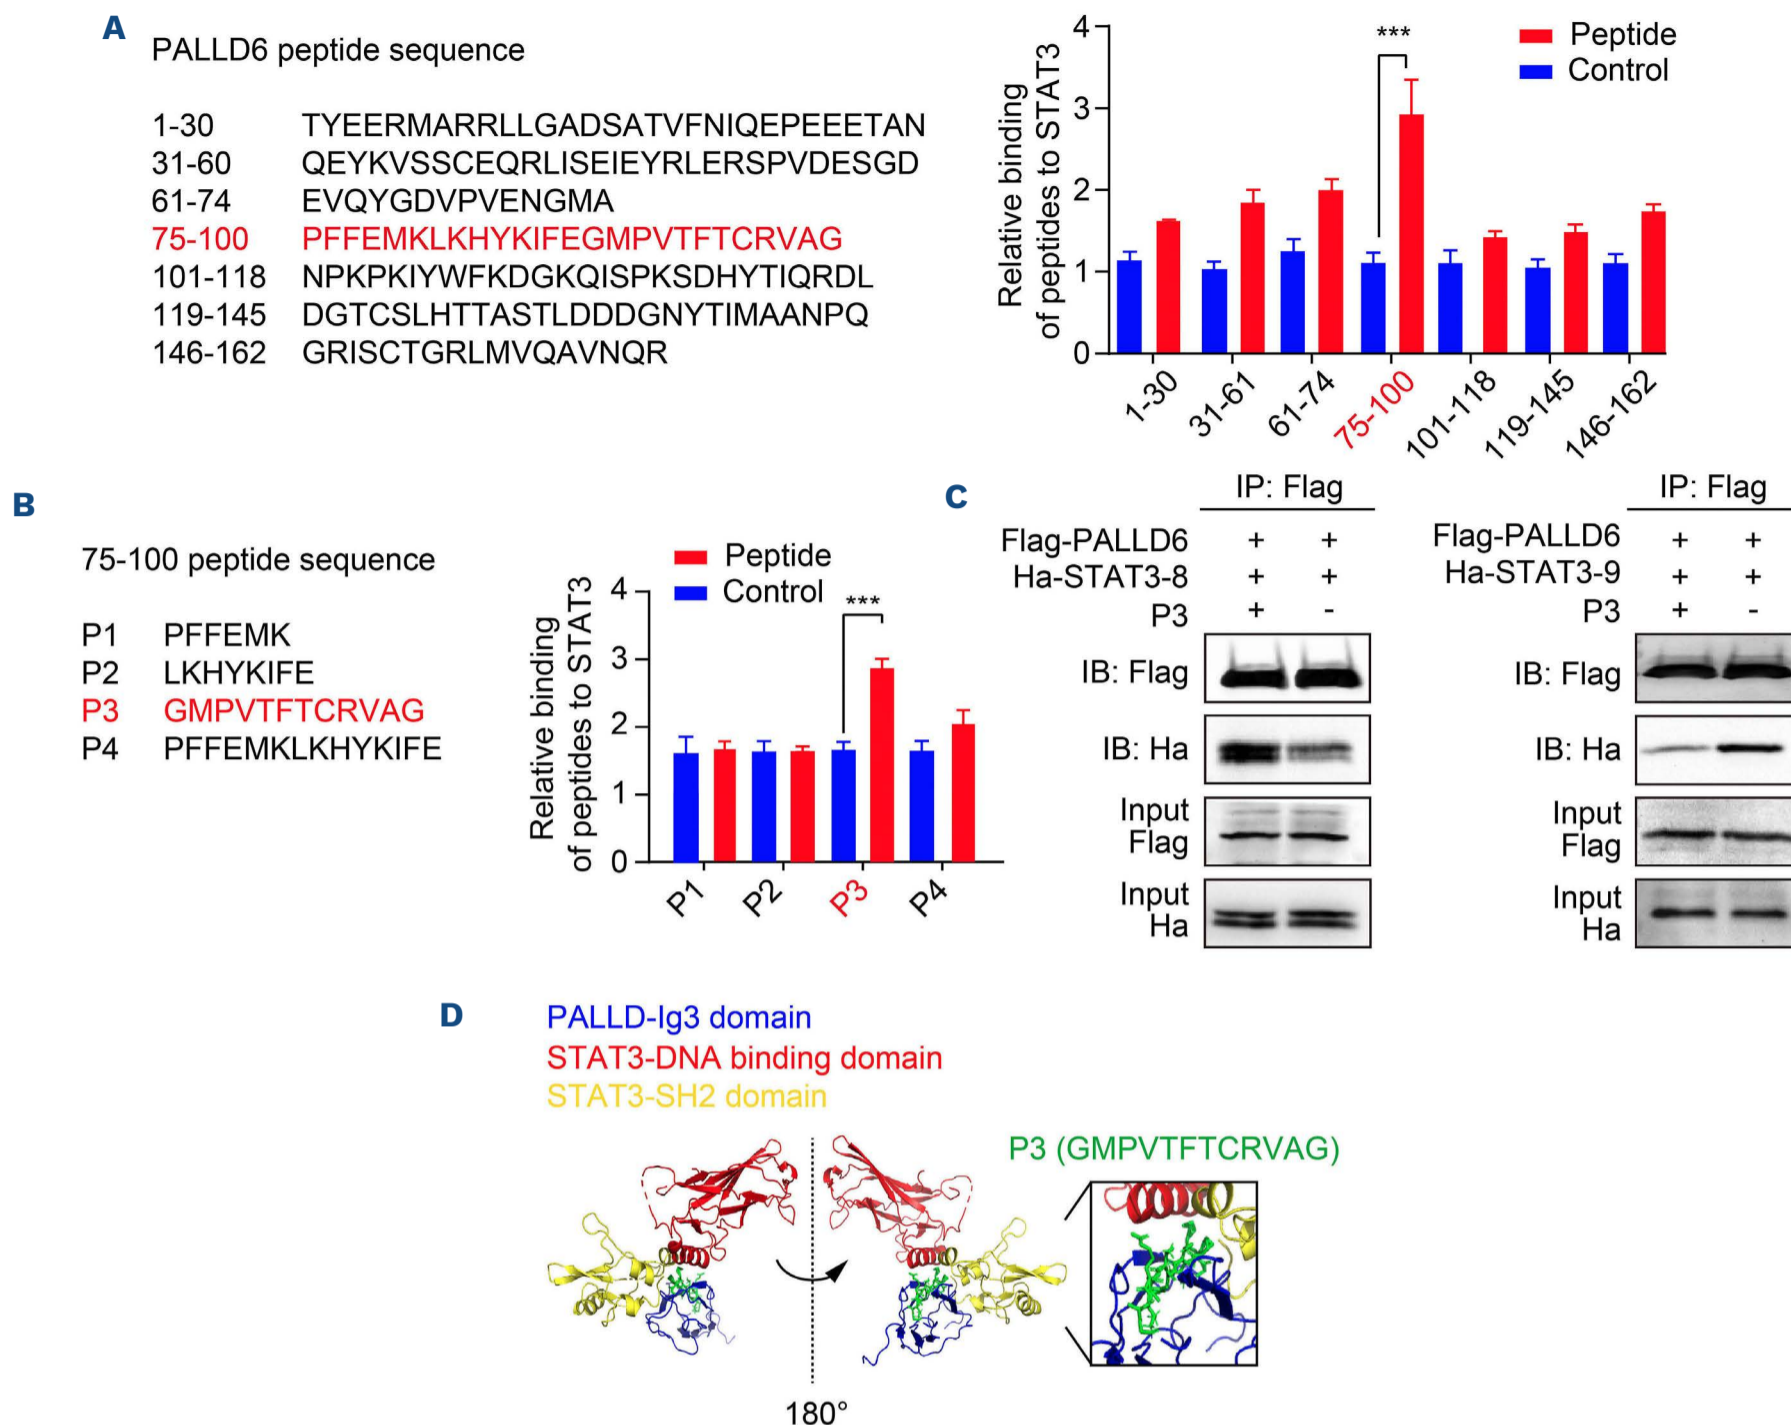 A
PALLD6 peptide sequence
1-30 TYEERMARRLLGADSATVFNIQEPEEETAN
31-60 QEYKVSSCEQRLISEIEYRLERSPVDESGD
61-74 EVQYGDVPVENGMA
75-100 PFFEMKLKHYKIFEGMPVTFTCRVAG
101-118 NPKPKIYWFKDGKQISPKSDHYTIQRDL
119-145 DGTCSLHTTASTLDDDGNYTIMAANPQ
146-162 GRISCTGRLMVQAVNQR
Relative binding
of peptides to STAT3
4
3
2
1
0
***
Peptide
Control
1-30
31-61
61-74
75-100
101-118
119-145
146-162
B
75-100 peptide sequence
P1 PFFEMK
P2 LKHYKIFE
P3 GMPVTFTCRVAG
P4 PFFEMKLKHYKIFE
Relative binding
of peptides to STAT3
4
3
2
1
0
Peptide
Control
***
P1
P2
P3
P4
C
IP: Flag
Flag-PALLD6 + +
Ha-STAT3-8 + +
P3 + -
IB: Flag
IB: Ha
Input
Flag
Input
Ha
IP: Flag
Flag-PALLD6 + +
Ha-STAT3-9 + +
P3 + -
IB: Flag
IB: Ha
Input
Flag
Input
Ha
D
PALLD-Ig3 domain
STAT3-DNA binding domain
STAT3-SH2 domain
P3 (GMPVTFTCRVAG)
180°